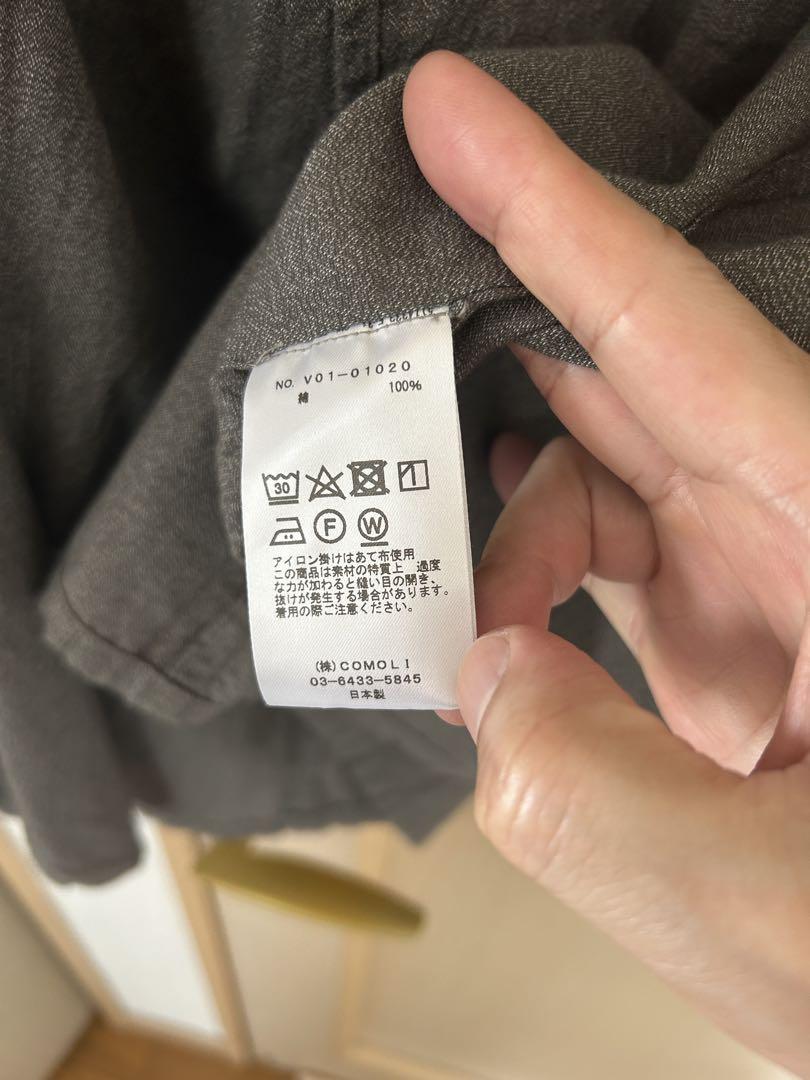 NO. V01-01020
綿 100%
30
F W
アイロン掛けはあて布使用
この商品は素材の特質上 過度
な力が加わると縫い目の開き、
抜けが発生する場合があります。
着用の際ご注意ください。
(株)COMOLI
03-6433-5845
日本製